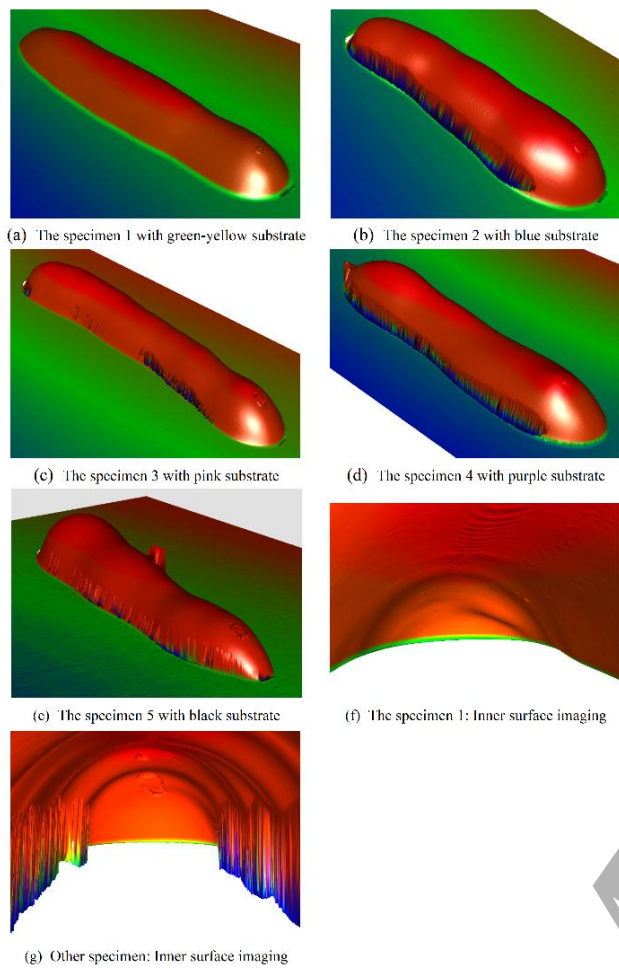 (a) The specimen 1 with green-yellow substrate
(b) The specimen 2 with blue substrate
(c) The specimen 3 with pink substrate
(d) The specimen 4 with purple substrate
(e) The specimen 5 with black substrate
(f) The specimen 1: Inner surface imaging
(g) Other specimen: Inner surface imaging